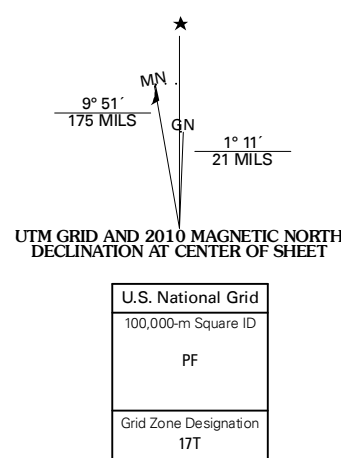 ★
MN
9° 51´
175 MILS
GN
1° 11´
21 MILS
UTM GRID AND 2010 MAGNETIC NORTH
DECLINATION AT CENTER OF SHEET
U.S. National Grid
100,000-m Square ID
PF
Grid Zone Designation
17T